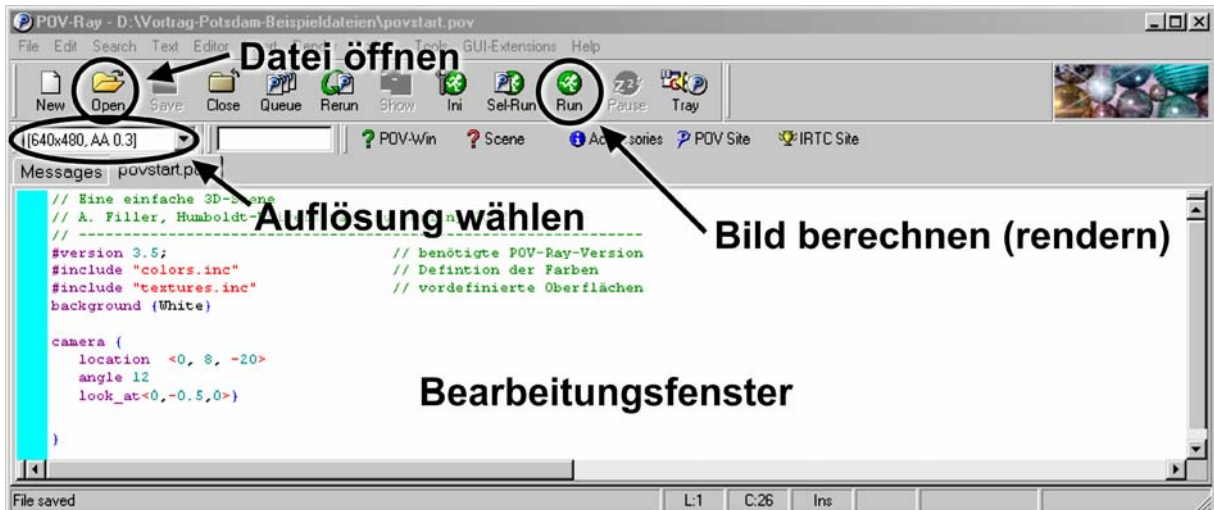 POV-Ray - D:\Vortrag-Potsdam-Beispieldateien\povstart.pov
File Edit Search Text Editor GUI-Extensions Help
Datei öffnen
New Open Save Close Queue Rerun Show Ini Sel-Run Run Pause Tray
[640x480, AA 0.3] POV-Win Scene POV Site IRTC Site
Messages povstart.po
// Eine einfache 3D-Szene
// A. Filler, Humboldt-
Auflösung wählen
Bild berechnen (rendern)
// ---------------------------------------------------------------
#version 3.5; // benötigte POV-Ray-Version
#include "colors.inc" // Defintion der Farben
#include "textures.inc" // vordefinierte Oberflächen
background {White}
camera {
location <0, 8, -20>
angle 12
look_at<0,-0.5,0>}
Bearbeitungsfenster
}
File saved L:1 C:26 Ins